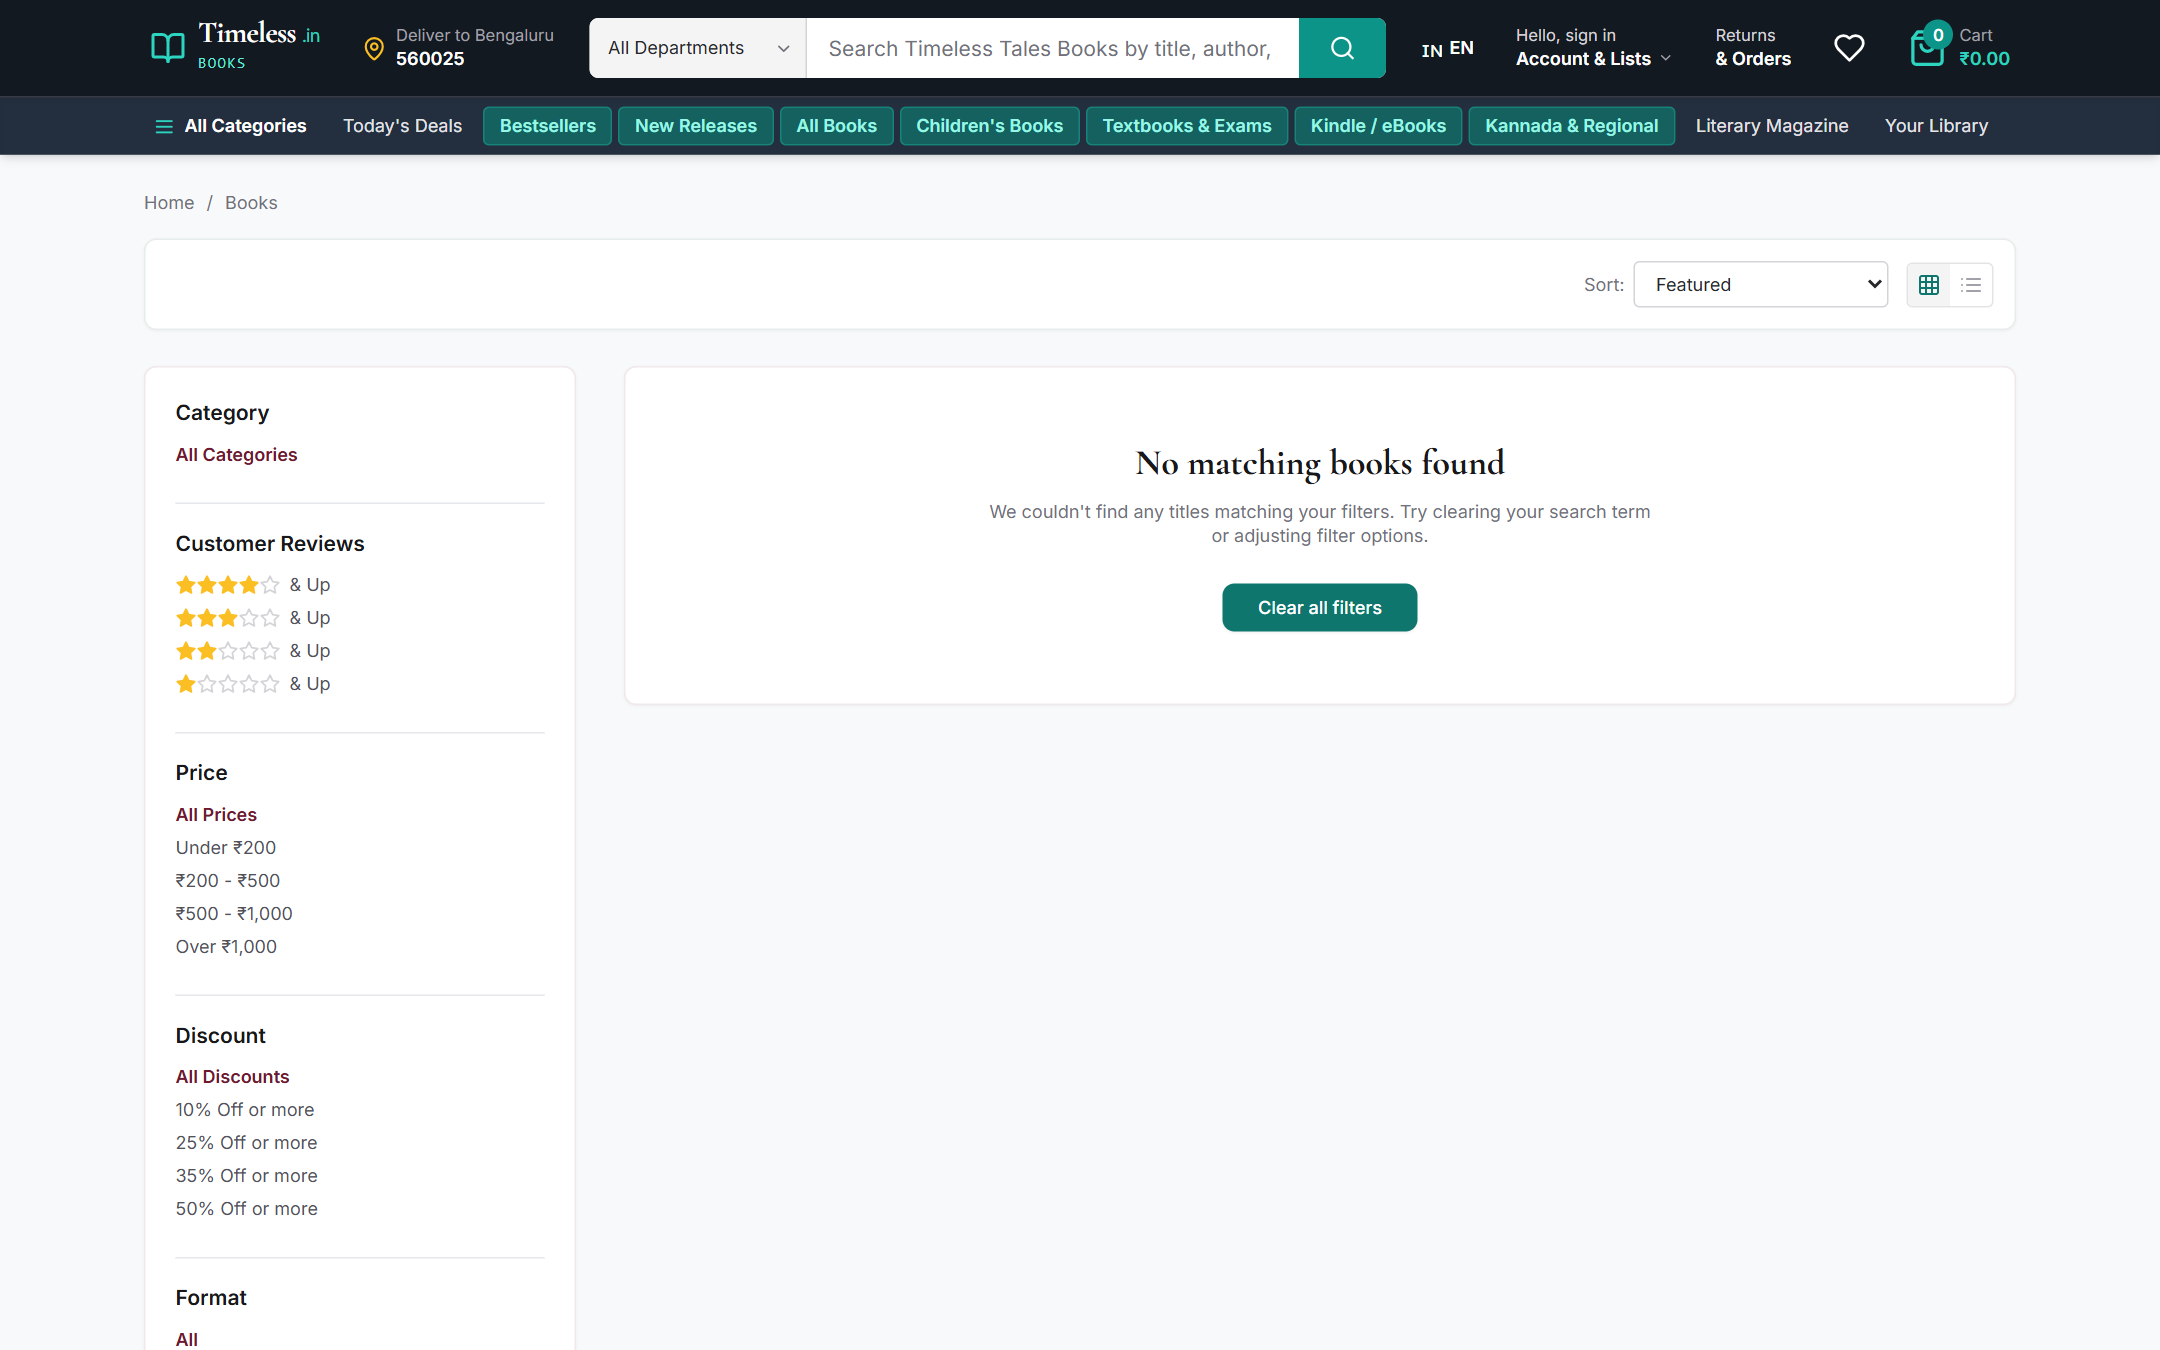 Timeless .in
BOOKS
Deliver to Bengaluru
560025
All Departments
Search Timeless Tales Books by title, author,
IN EN
Hello, sign in
Account & Lists
Returns
& Orders
0
Cart
₹0.00
All Categories
Today's Deals
Bestsellers
New Releases
All Books
Children's Books
Textbooks & Exams
Kindle / eBooks
Kannada & Regional
Literary Magazine
Your Library
Home / Books
Sort:
Featured
Category
All Categories
Customer Reviews
& Up
& Up
& Up
& Up
Price
All Prices
Under ₹200
₹200 - ₹500
₹500 - ₹1,000
Over ₹1,000
Discount
All Discounts
10% Off or more
25% Off or more
35% Off or more
50% Off or more
Format
All
No matching books found
We couldn't find any titles matching your filters. Try clearing your search term
or adjusting filter options.
Clear all filters